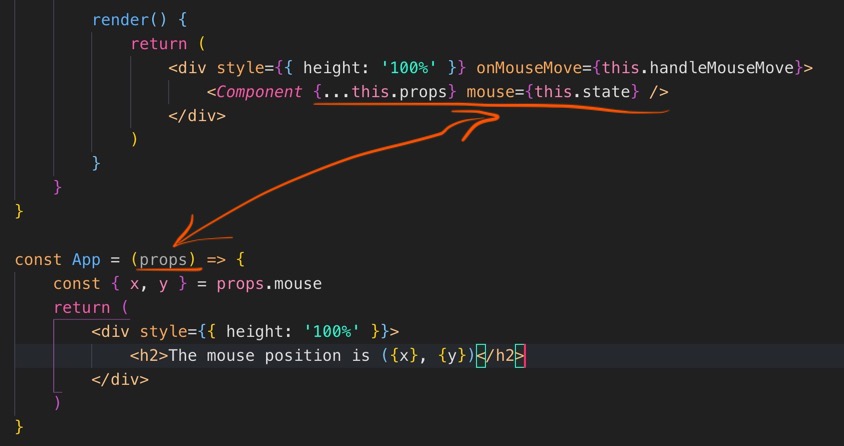 render() {
return (
<div style={{ height: '100%' }} onMouseMove={this.handleMouseMove}>
<Component {...this.props} mouse={this.state} />
</div>
)
}
}
}
const App = (props) => {
const { x, y } = props.mouse
return (
<div style={{ height: '100%' }}>
<h2>The mouse position is ({x}, {y})</h2>
</div>
)
}